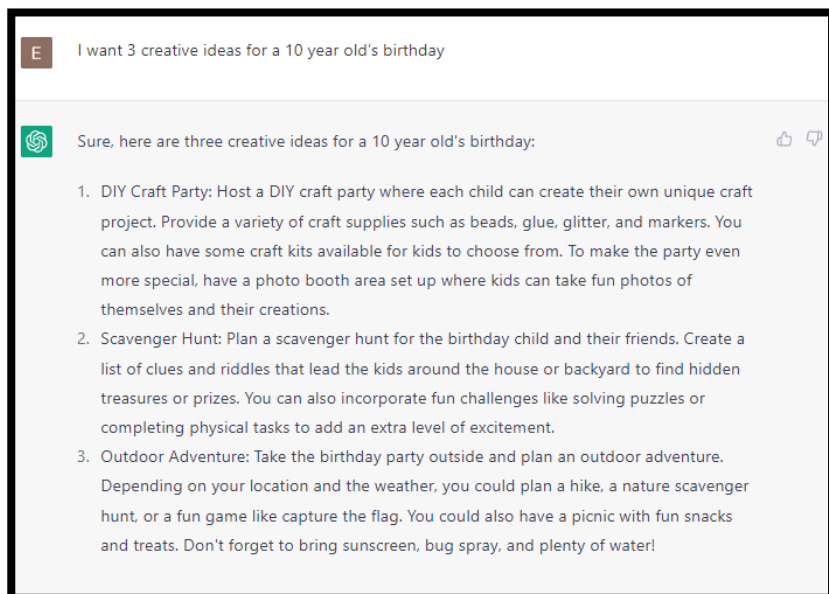 E
I want 3 creative ideas for a 10 year old's birthday
Sure, here are three creative ideas for a 10 year old's birthday:
1. DIY Craft Party: Host a DIY craft party where each child can create their own unique craft
project. Provide a variety of craft supplies such as beads, glue, glitter, and markers. You
can also have some craft kits available for kids to choose from. To make the party even
more special, have a photo booth area set up where kids can take fun photos of
themselves and their creations.
2. Scavenger Hunt: Plan a scavenger hunt for the birthday child and their friends. Create a
list of clues and riddles that lead the kids around the house or backyard to find hidden
treasures or prizes. You can also incorporate fun challenges like solving puzzles or
completing physical tasks to add an extra level of excitement.
3. Outdoor Adventure: Take the birthday party outside and plan an outdoor adventure.
Depending on your location and the weather, you could plan a hike, a nature scavenger
hunt, or a fun game like capture the flag. You could also have a picnic with fun snacks
and treats. Don't forget to bring sunscreen, bug spray, and plenty of water!